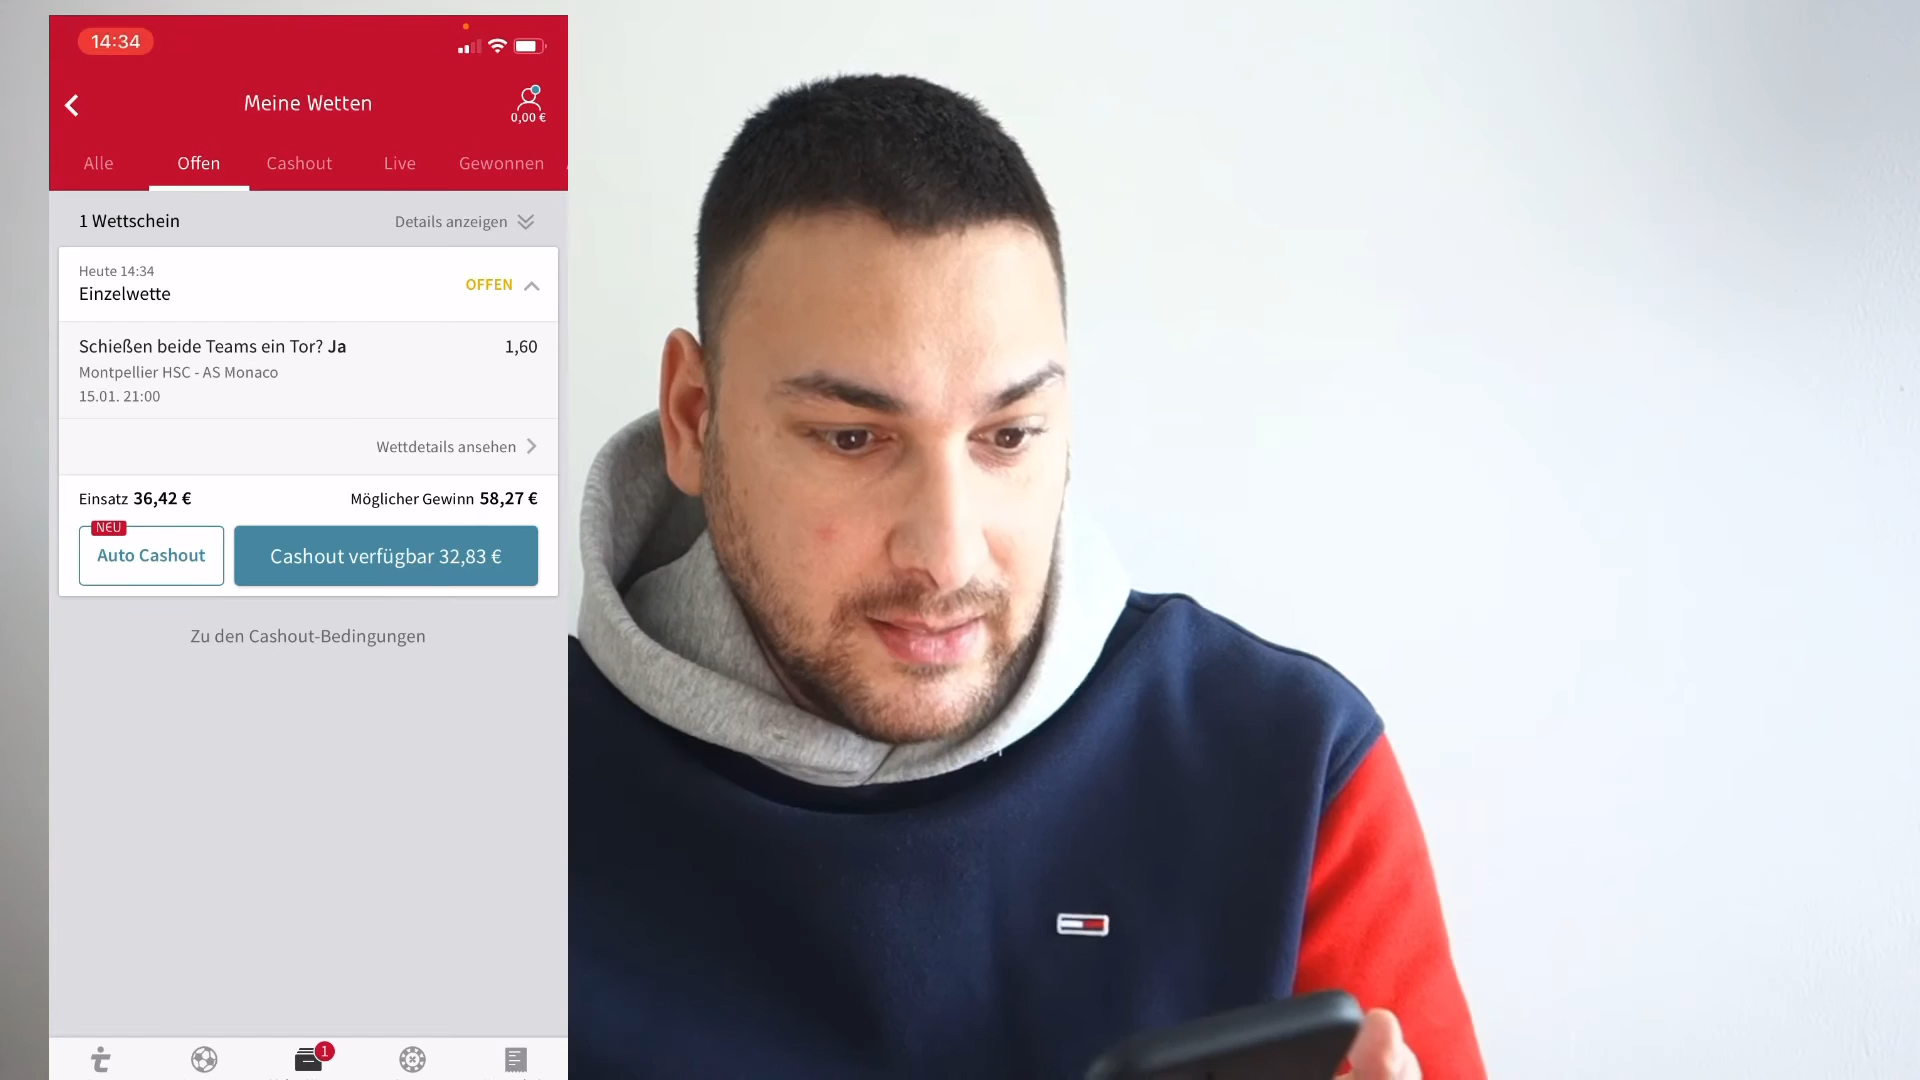 14:34
Meine Wetten
0,00 €
Alle Offen Cashout Live Gewonnen
1 Wettschein Details anzeigen
Heute 14:34
Einzelwette OFFEN
Schießen beide Teams ein Tor? Ja 1,60
Montpellier HSC - AS Monaco
15.01. 21:00
Wettdetails ansehen
Einsatz 36,42 € Möglicher Gewinn 58,27 €
NEU
Auto Cashout Cashout verfügbar 32,83 €
Zu den Cashout-Bedingungen
1